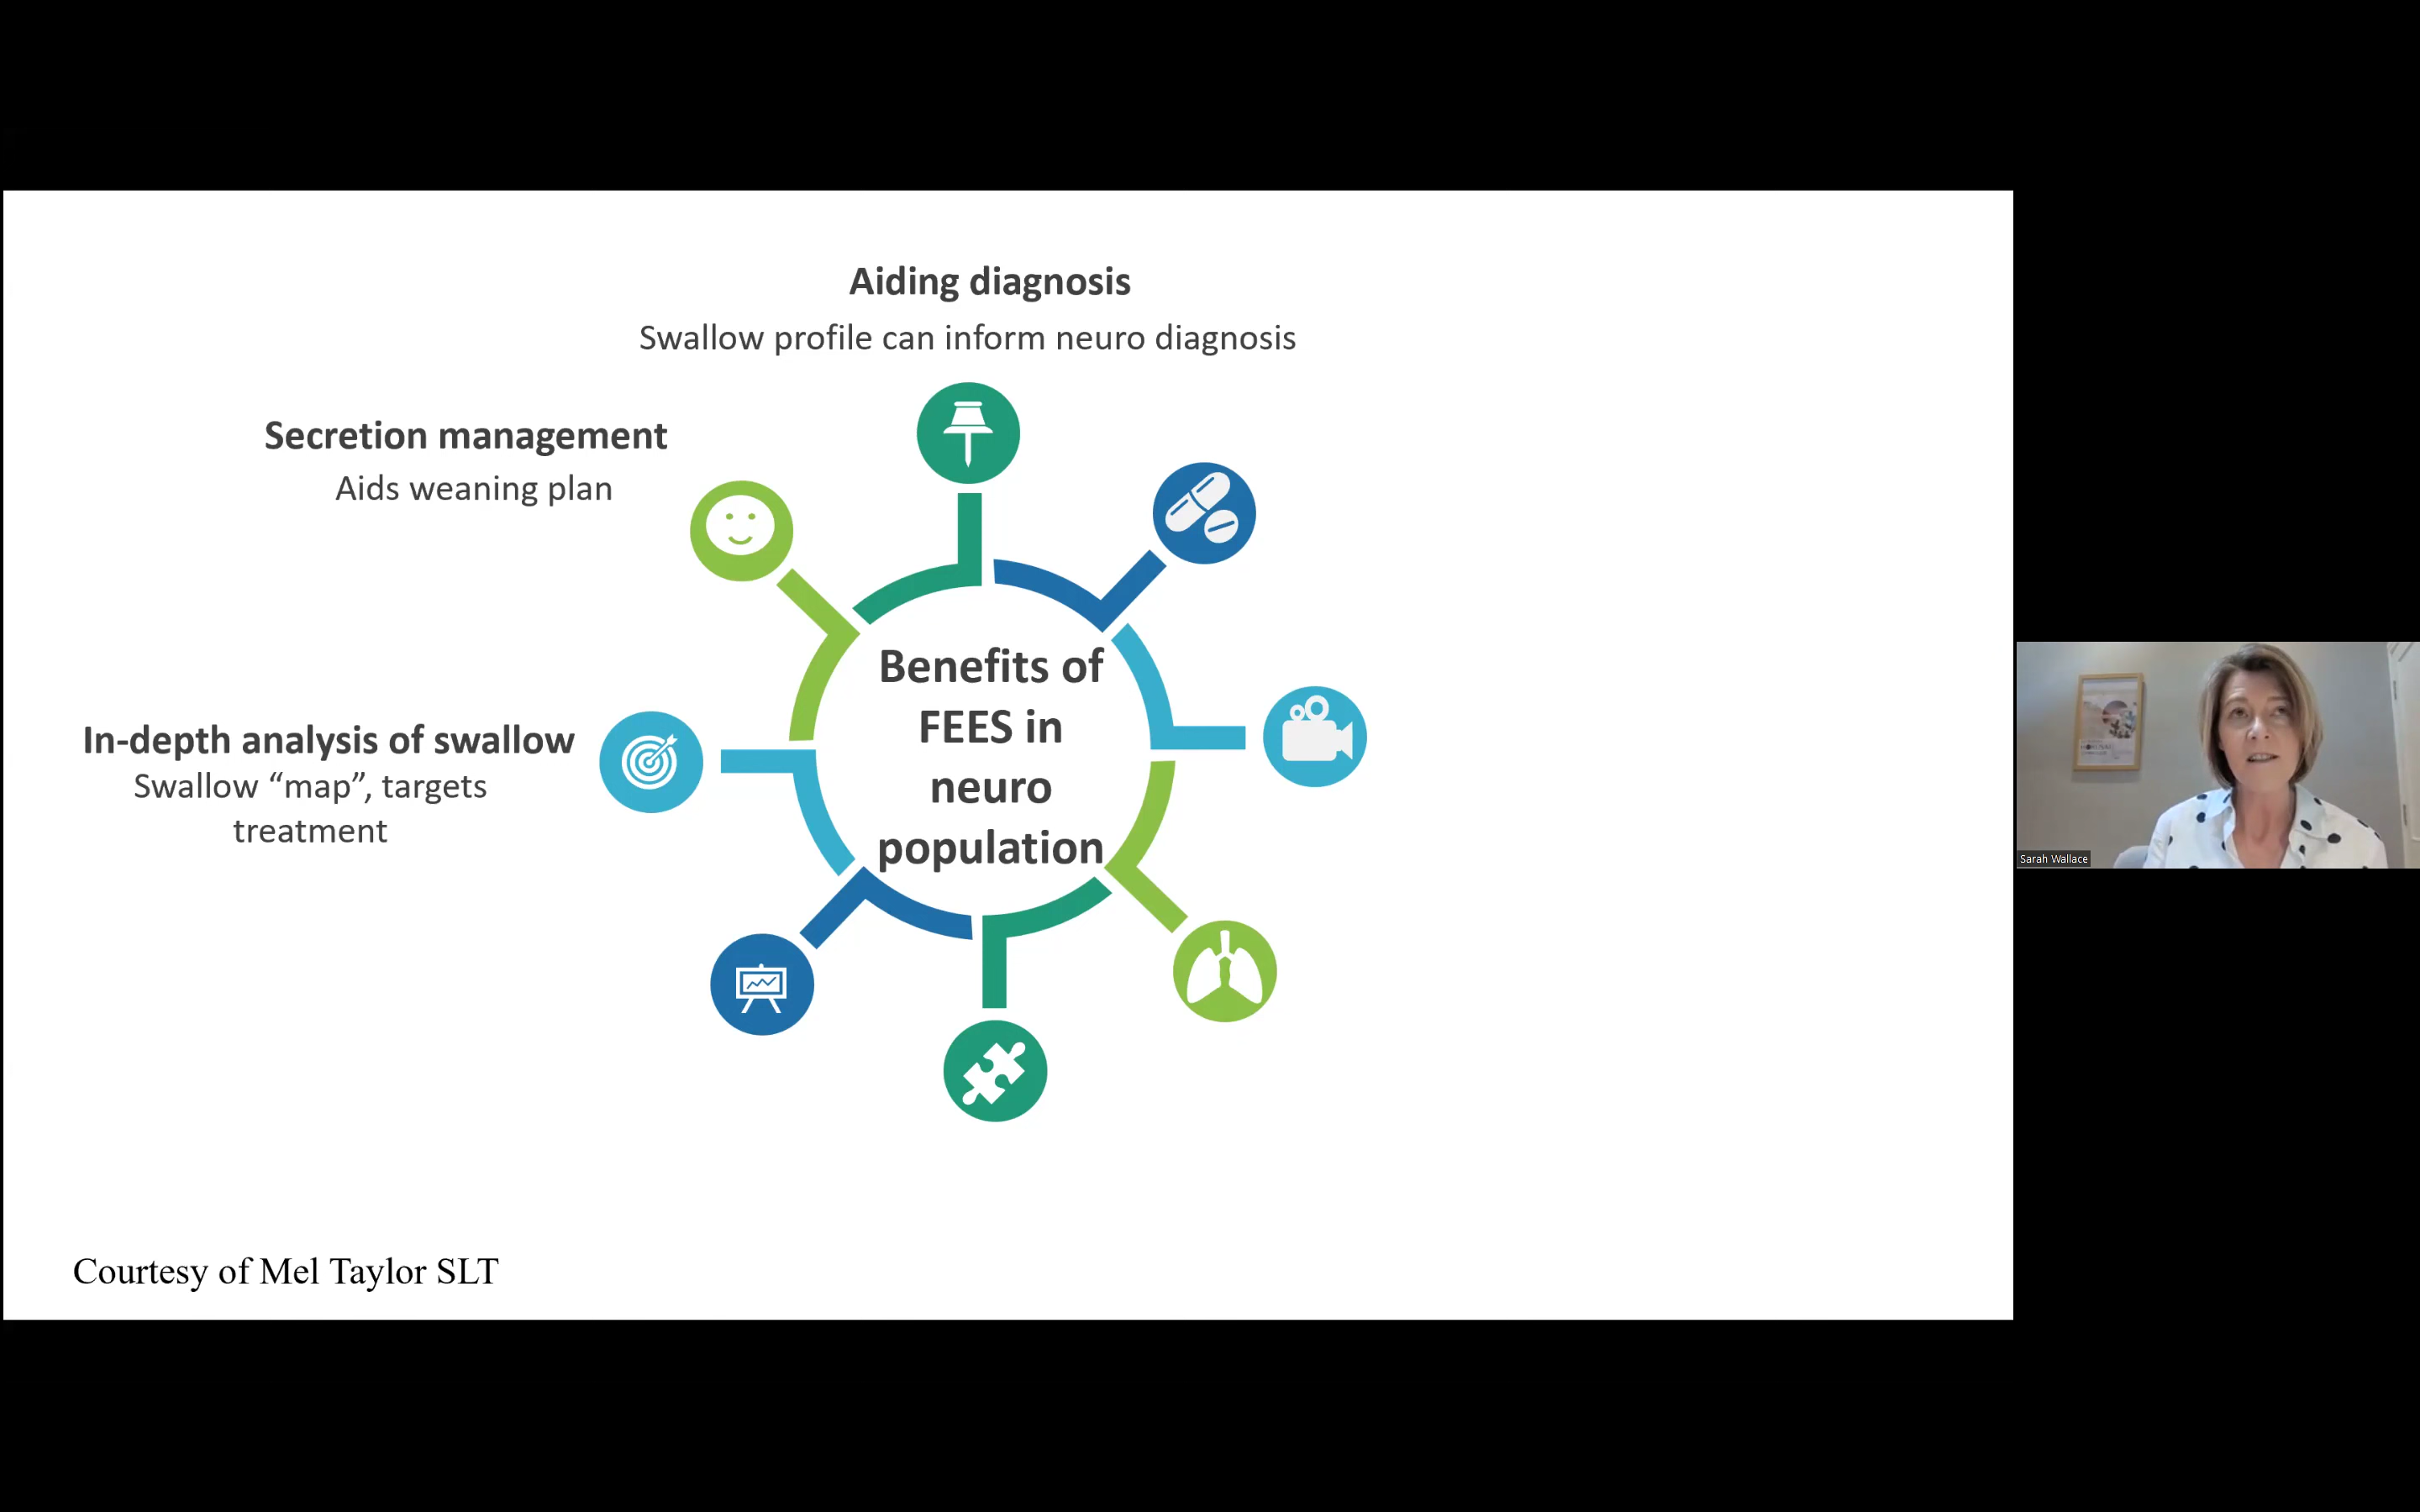 Aiding diagnosis
Swallow profile can inform neuro diagnosis
Secretion management
Aids weaning plan
In-depth analysis of swallow
Swallow “map”, targets
treatment
Benefits of
FEES in
neuro
population
Courtesy of Mel Taylor SLT
Sarah Wallace